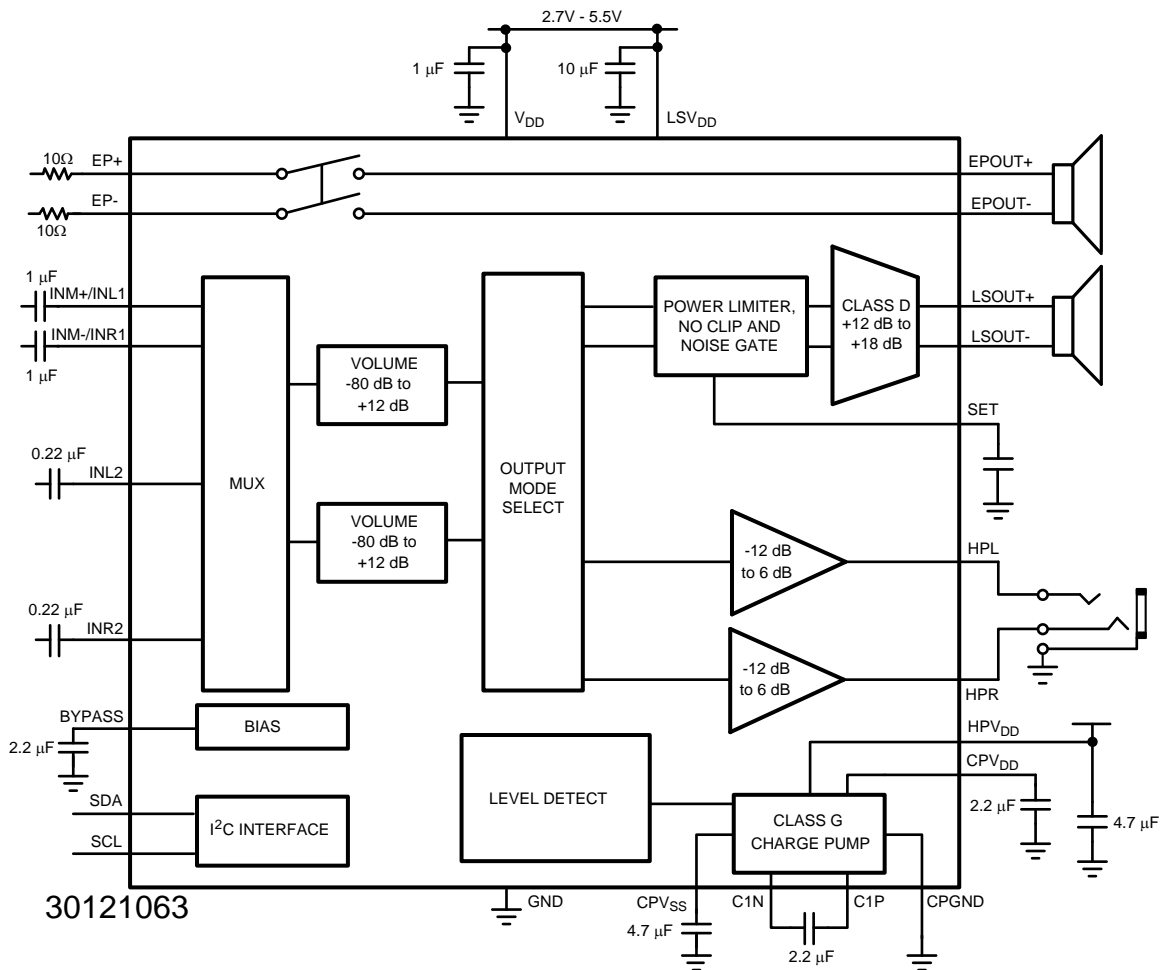 2.7V - 5.5V
1 μF
10 μF
VDD
LSVDD
10Ω
EP+
EPOUT+
EP-
EPOUT-
10Ω
1 μF
INM+/INL1
INM-/INR1
1 μF
MUX
VOLUME
-80 dB to
+12 dB
VOLUME
-80 dB to
+12 dB
OUTPUT
MODE
SELECT
POWER LIMITER,
NO CLIP AND
NOISE GATE
CLASS D
+12 dB to
+18 dB
LSOUT+
LSOUT-
SET
0.22 μF
INL2
-12 dB
to 6 dB
HPL
0.22 μF
INR2
-12 dB
to 6 dB
HPR
BYPASS
2.2 μF
BIAS
HPVDD
CPVDD
2.2 μF
4.7 μF
SDA
SCL
I²C INTERFACE
LEVEL DETECT
CLASS G
CHARGE PUMP
GND
CPVSS
4.7 μF
C1N
C1P
2.2 μF
CPGND
30121063